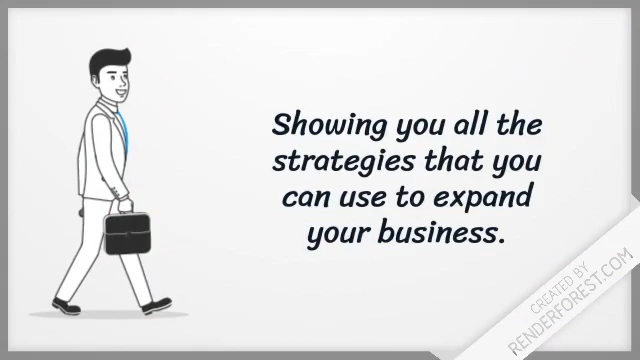 Showing you all the
strategies that you
can use to expand
your business.
CREATED BY
RENDERFOREST.COM